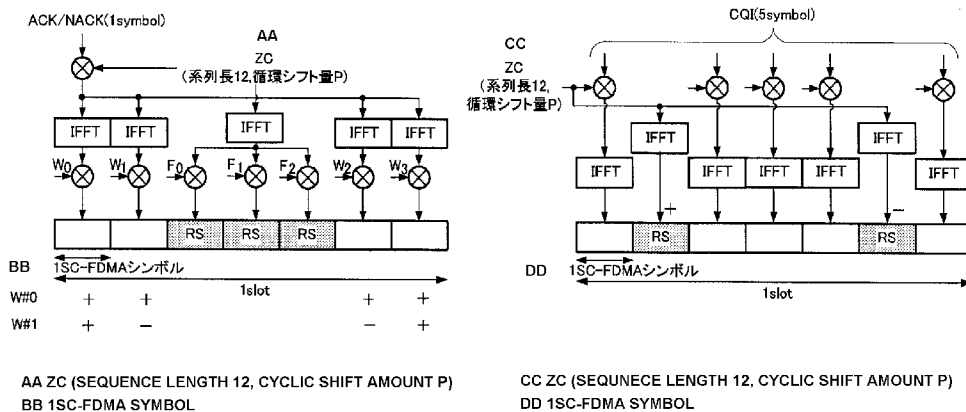 ACK/NACK(1symbol)
AA
ZC
(系列長12,循環シフト量P)
IFFT IFFT IFFT IFFT IFFT
W0 W1 F0 F1 F2 W2 W3
RS RS RS
BB
1SC-FDMAシンボル
1slot
W#0 + + + +
W#1 + − − +
AA ZC (SEQUENCE LENGTH 12, CYCLIC SHIFT AMOUNT P)
BB 1SC-FDMA SYMBOL
CQI(5symbol)
CC
ZC
(系列長12,
循環シフト量P)
IFFT IFFT
IFFT IFFT IFFT IFFT IFFT
+ −
RS RS
DD
1SC-FDMAシンボル
1slot
CC ZC (SEQUNECE LENGTH 12, CYCLIC SHIFT AMOUNT P)
DD 1SC-FDMA SYMBOL